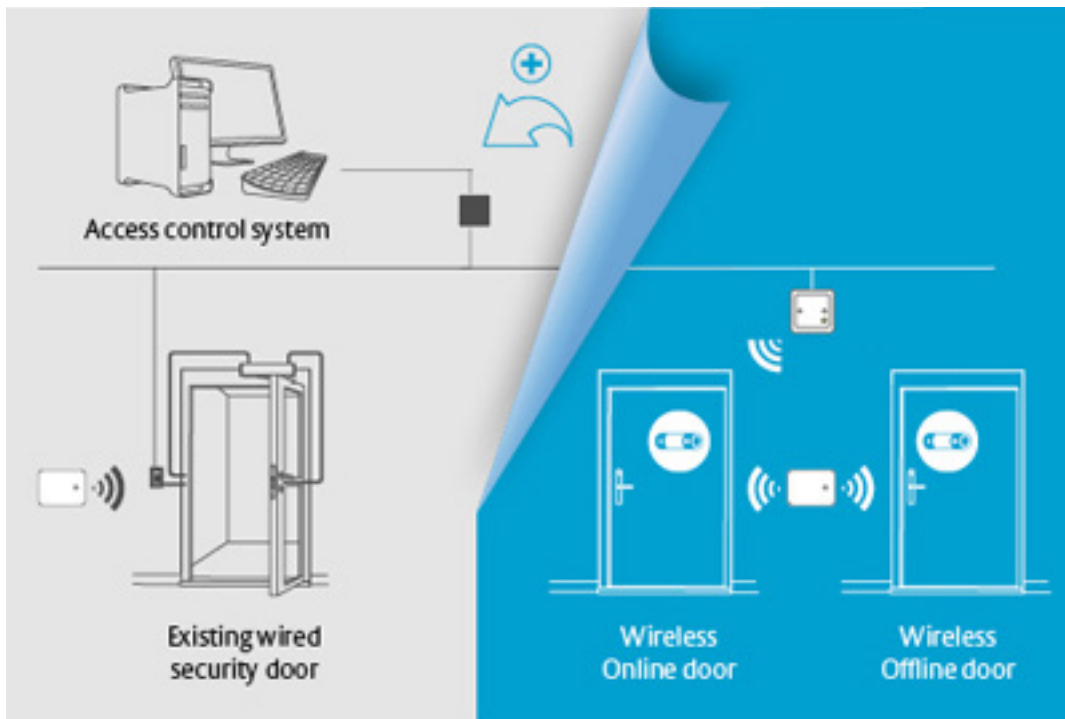 Access control system
Existing wired
security door
Wireless
Online door
Wireless
Offline door